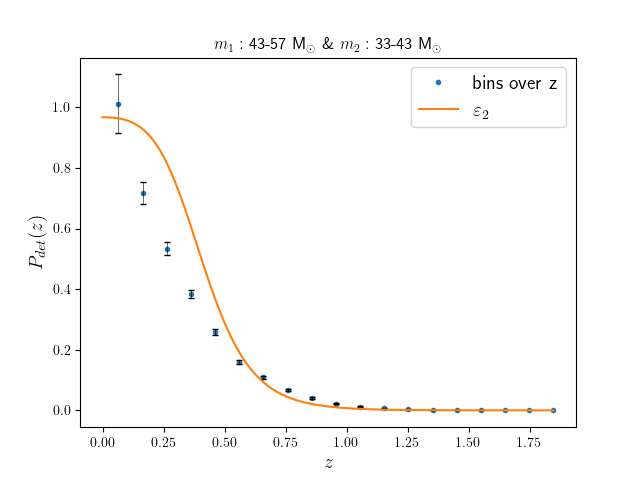 m₁ : 43-57 M☉ & m₂ : 33-43 M☉
bins over z
ε₂
P_det(z)
1.0
0.8
0.6
0.4
0.2
0.0
0.00 0.25 0.50 0.75 1.00 1.25 1.50 1.75
z